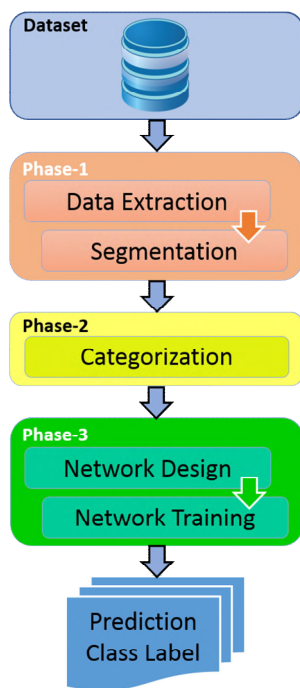 Dataset
Phase-1
Data Extraction
Segmentation
Phase-2
Categorization
Phase-3
Network Design
Network Training
Prediction
Class Label